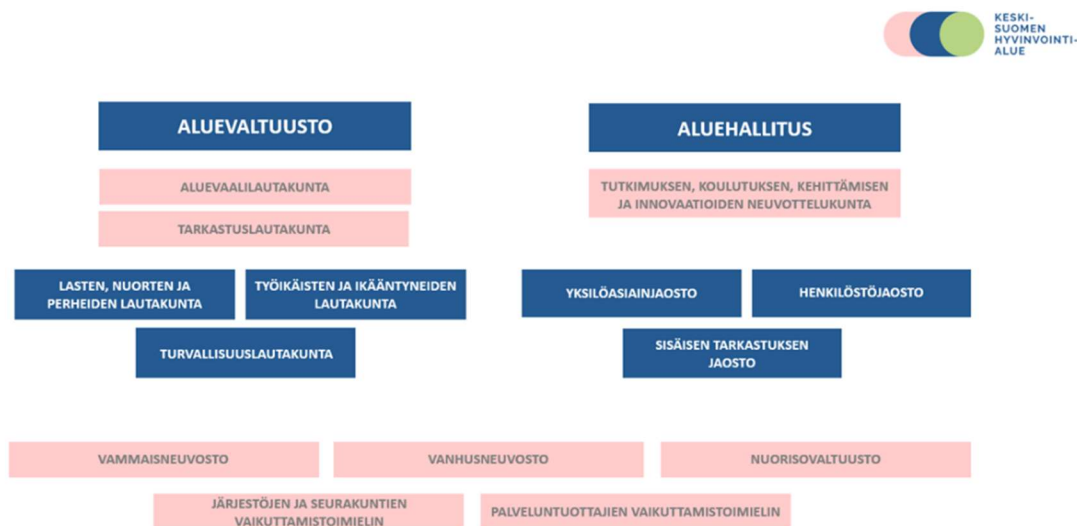 KESKI-
SUOMEN
HYVINVOINTI-
ALUE
ALUEVALTUUSTO
ALUEHALLITUS
ALUEVAALILAUTAKUNTA
TUTKIMUKSEN, KOULUTUKSEN, KEHITTÄMISEN
JA INNOVAATIOIDEN NEUVOTTELUKUNTA
TARKASTUSLAUTAKUNTA
LASTEN, NUORTEN JA
PERHEIDEN LAUTAKUNTA
TYÖIKÄISTEN JA IKÄÄNTYNEIDEN
LAUTAKUNTA
YKSILÖASIAINJAOSTO
HENKILÖSTÖJAOSTO
TURVALLISUUSLAUTAKUNTA
SISÄISEN TARKASTUKSEN
JAOSTO
VAMMAISNEUVOSTO
VANHUSNEUVOSTO
NUORISOVALTUUSTO
JÄRJESTÖJEN JA SEURAKUNTIEN
VAIKUTTAMISTOIMIELIN
PALVELUNTUOTTAJIEN VAIKUTTAMISTOIMIELIN